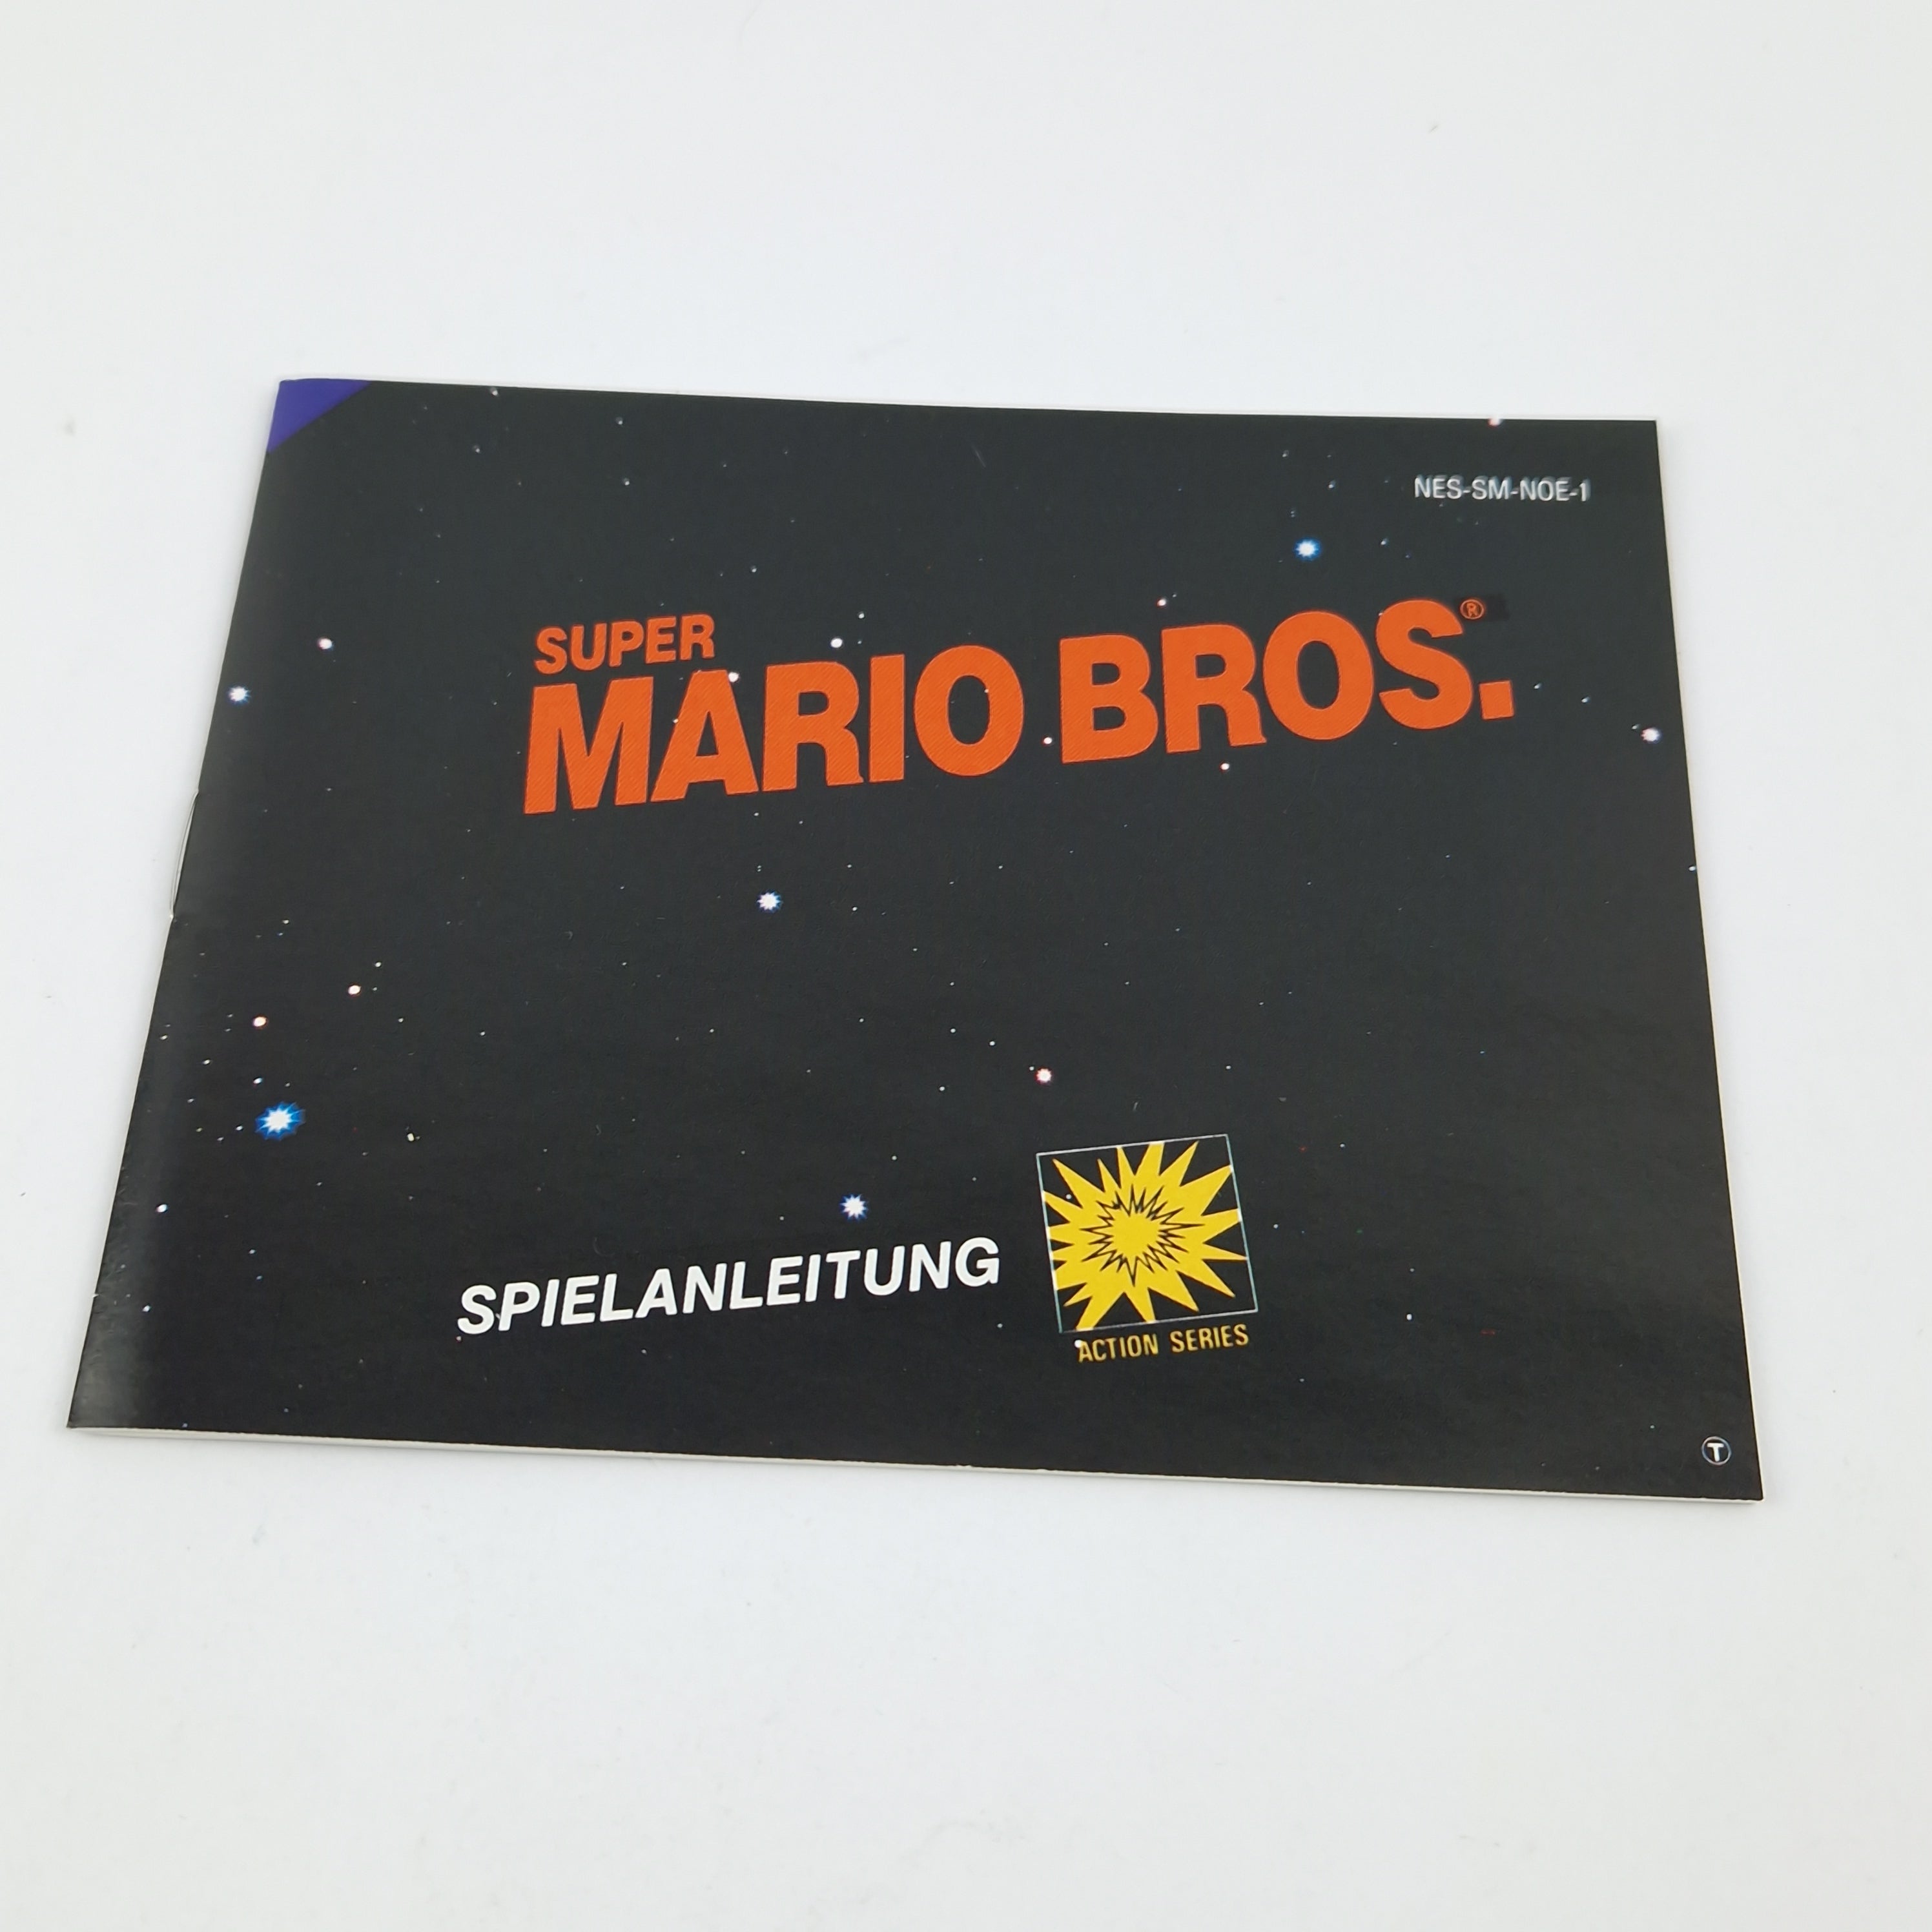 NES-SM-NOE-1
SUPER
MARIO BROS.®
SPIELANLEITUNG
ACTION SERIES
T